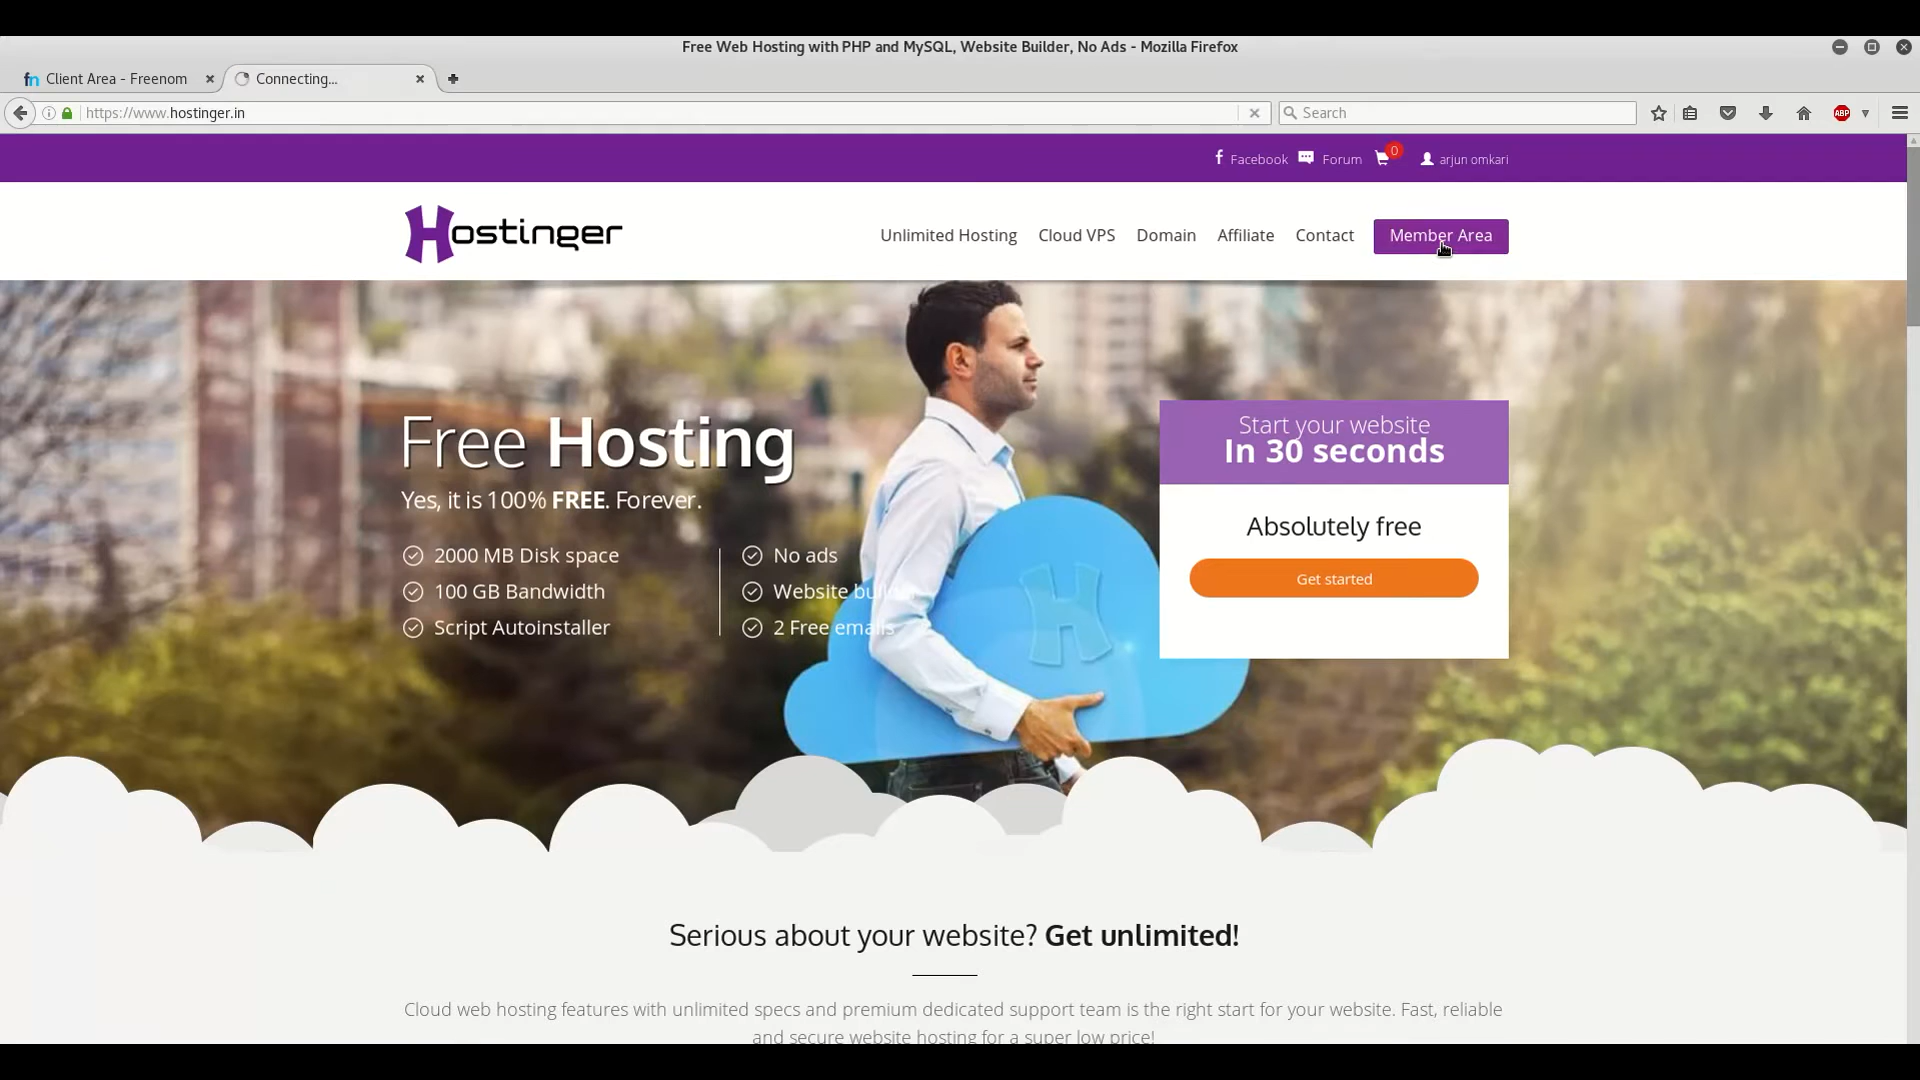 Free Web Hosting with PHP and MySQL, Website Builder, No Ads - Mozilla Firefox
Client Area - Freenom
Connecting...
https://www.hostinger.in
Search
ABP
Facebook
Forum
0
arjun omkari
Hostinger
Unlimited Hosting
Cloud VPS
Domain
Affiliate
Contact
Member Area
Free Hosting
Yes, it is 100% FREE. Forever.
2000 MB Disk space
100 GB Bandwidth
Script Autoinstaller
No ads
Website builder
2 Free emails
Start your website
In 30 seconds
Absolutely free
Get started
Serious about your website? Get unlimited!
Cloud web hosting features with unlimited specs and premium dedicated support team is the right start for your website. Fast, reliable
and secure website hosting for a super low price!